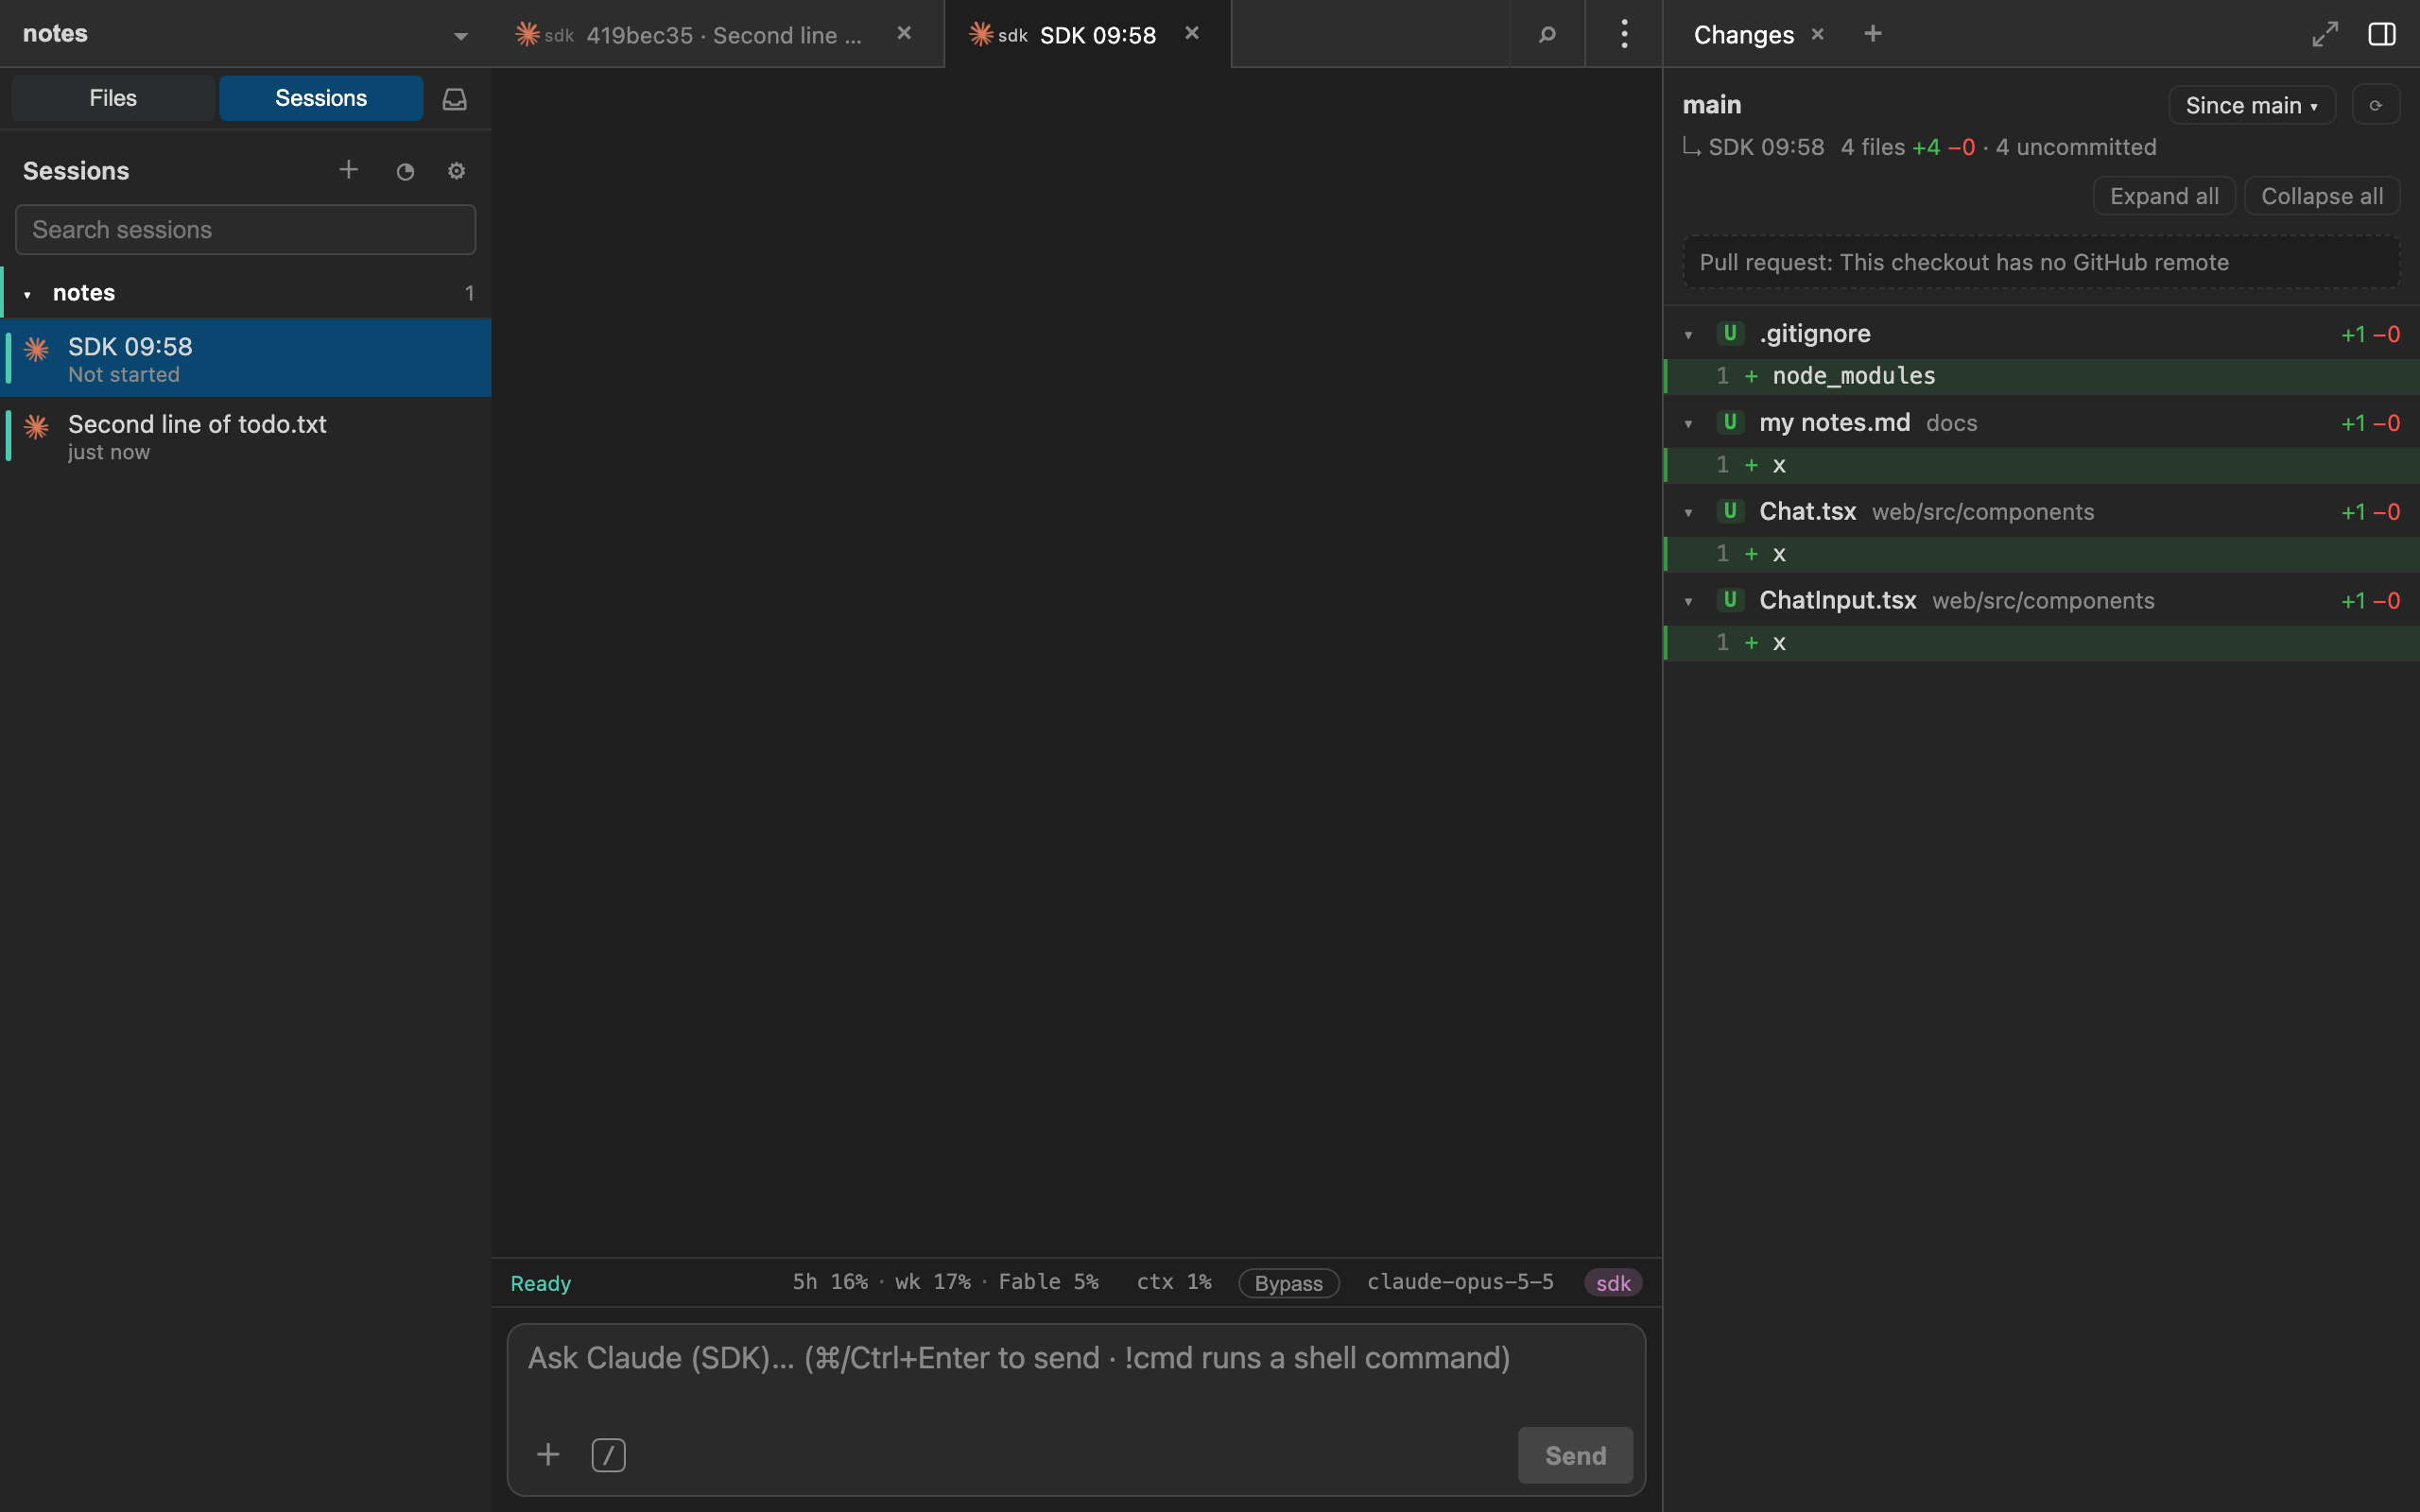 notes
sdk 419bec35 · Second line ...
sdk SDK 09:58
Changes
Files
Sessions
Sessions
Search sessions
notes 1
SDK 09:58
Not started
Second line of todo.txt
just now
Ready
5h 16% · wk 17% · Fable 5%
ctx 1%
Bypass
claude-opus-5-5
sdk
Ask Claude (SDK)... (⌘/Ctrl+Enter to send · !cmd runs a shell command)
/
Send
main
Since main
SDK 09:58 4 files +4 −0 · 4 uncommitted
Expand all
Collapse all
Pull request: This checkout has no GitHub remote
U .gitignore +1 −0
1 + node_modules
U my notes.md docs +1 −0
1 + x
U Chat.tsx web/src/components +1 −0
1 + x
U ChatInput.tsx web/src/components +1 −0
1 + x